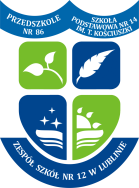 PRZEDSZKOLE
NR 86
SZKOŁA
PODSTAWOWA NR 14
IM. T. KOŚCIUSZKI
ZESPÓŁ SZKÓŁ NR 12 W LUBLINIE